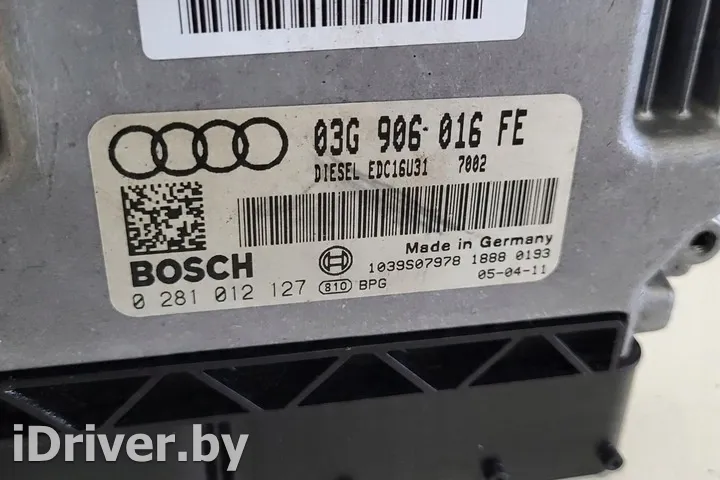 03G 906 016 FE
DIESEL EDC16U31 7002
Made in Germany
BOSCH
1039S07978 1888 0193
0 281 012 127 810 BPG
05-04-11
iDriver.by